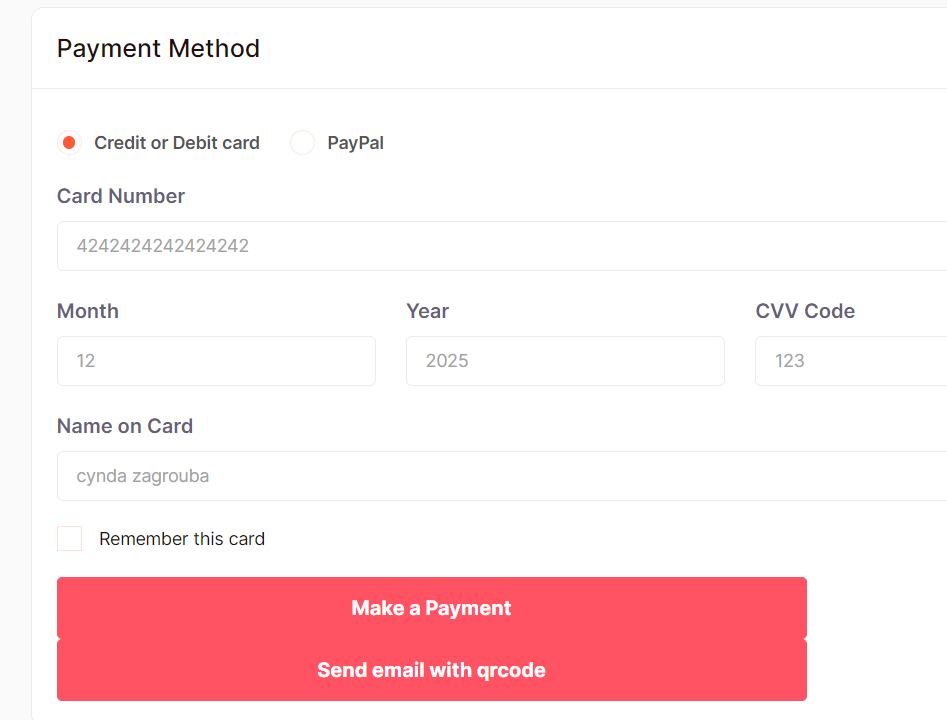 Payment Method
Credit or Debit card PayPal
Card Number
4242424242424242
Month Year CVV Code
12 2025 123
Name on Card
cynda zagrouba
Remember this card
Make a Payment
Send email with qrcode